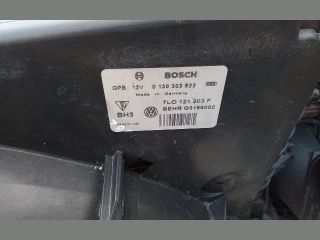 BOSCH
GPB 12V 0 130 303 822
Made in Germany
7L0 121 203 F
BH3
BEHR